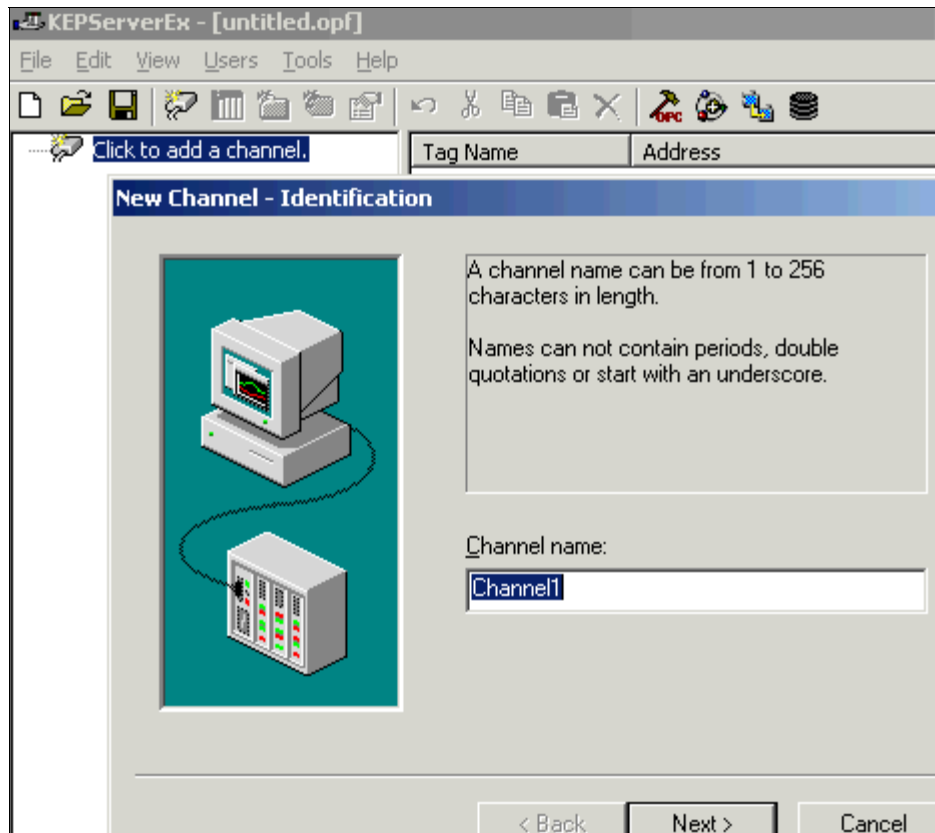 KEPServerEx - [untitled.opf]
File Edit View Users Tools Help
OPC
Click to add a channel.
Tag Name Address
New Channel - Identification
A channel name can be from 1 to 256
characters in length.
Names can not contain periods, double
quotations or start with an underscore.
Channel name:
Channel1
< Back Next > Cancel